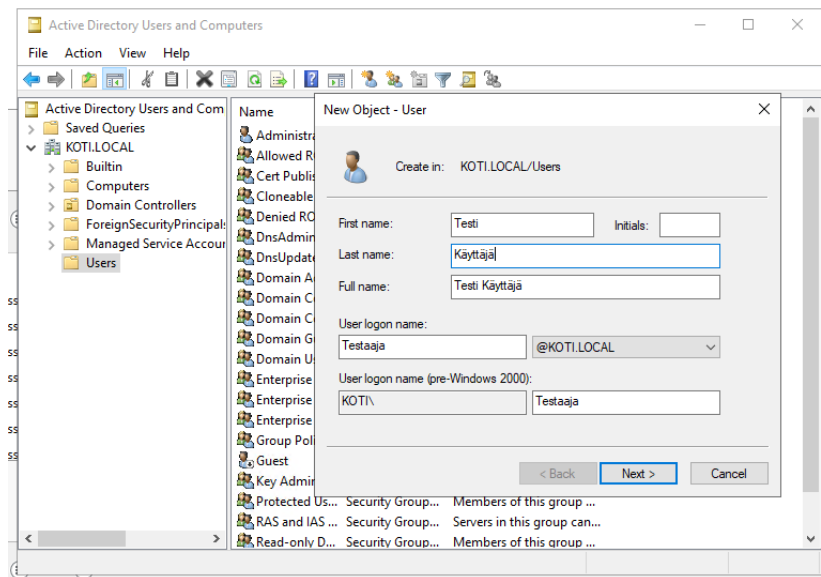 Active Directory Users and Computers
File Action View Help
Active Directory Users and Com
Saved Queries
KOTI.LOCAL
Builtin
Computers
Domain Controllers
ForeignSecurityPrincipals
Managed Service Accour
Users
Name
Administra
Allowed R
Cert Publis
Cloneable
Denied RO
DnsAdmin
DnsUpdat
Domain A
Domain C
Domain C
Domain G
Domain U
Enterprise
Enterprise
Enterprise
Group Poli
Guest
Key Admir
Protected Us... Security Group... Members of this group ...
RAS and IAS ... Security Group... Servers in this group can...
Read-only D... Security Group... Members of this group ...
New Object - User
Create in: KOTI.LOCAL/Users
First name: Testi Initials:
Last name: Käyttäjä
Full name: Testi Käyttäjä
User logon name:
Testaaja @KOTI.LOCAL
User logon name (pre-Windows 2000):
KOTI\ Testaaja
< Back Next > Cancel